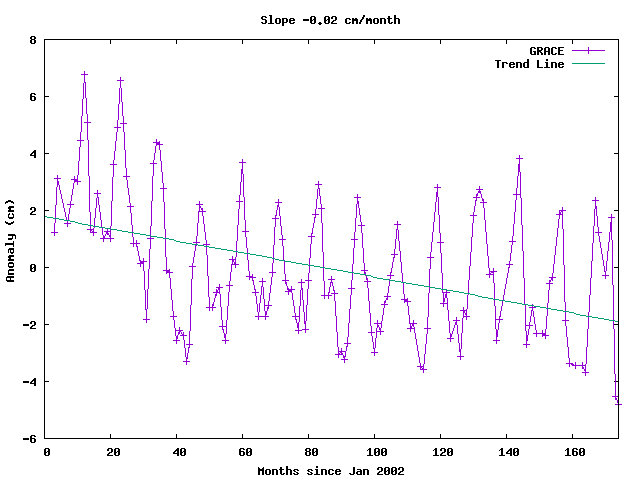 Slope -0.02 cm/month
GRACE
Trend Line
8
6
4
2
0
-2
-4
-6
Anomaly (cm)
0 20 40 60 80 100 120 140 160
Months since Jan 2002